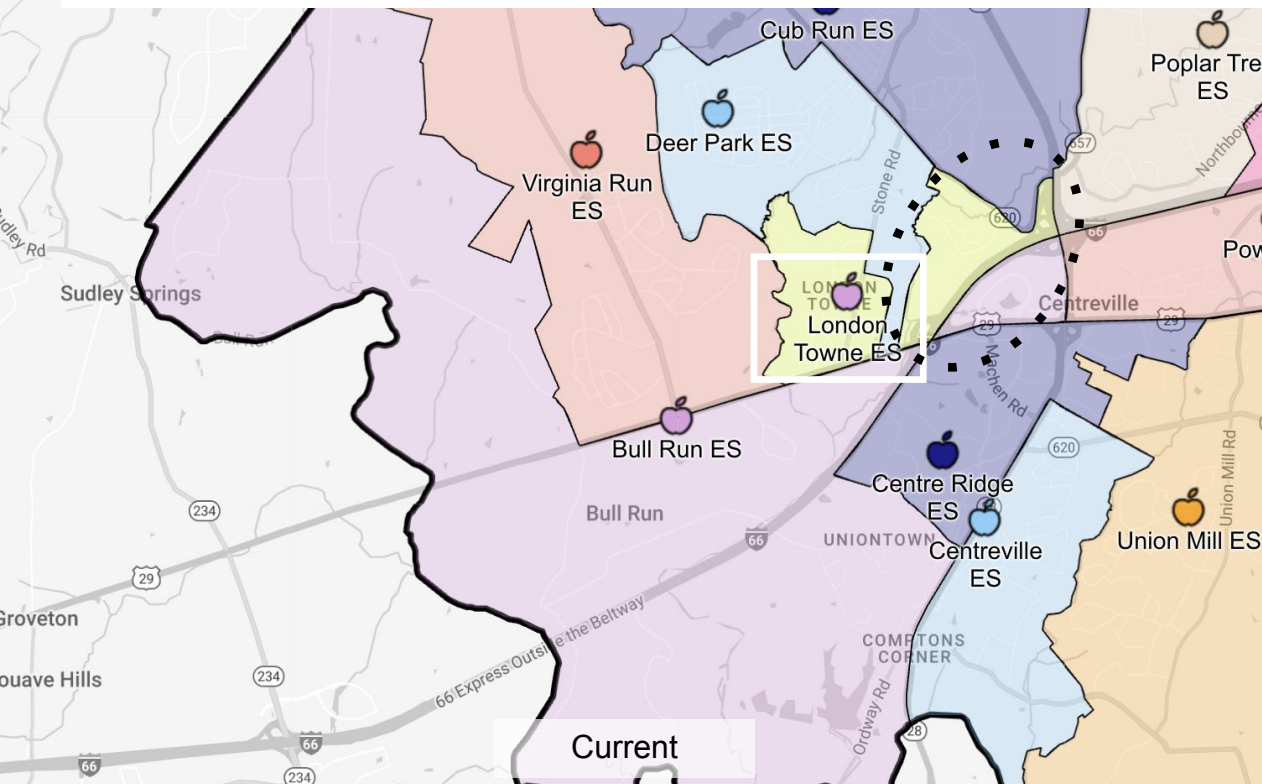 Cub Run ES
Poplar Tre
ES
Deer Park ES
657
Northbound
Virginia Run
ES
Stone Rd
620
66
Sudley Rd
Pow
Sudley Springs
LONDON
TOWNE
Centreville
London
Towne ES
29
29
Bull Run
Machen Rd
Bull Run ES
620
Union Mill Rd
Centre Ridge
ES
234
Bull Run
66
UNIONTOWN
Centreville
ES
Union Mill ES
29
Groveton
66 Express Outside the Beltway
COMPTONS
CORNER
234
ouave Hills
Ordway Rd
28
Current
66
66
234